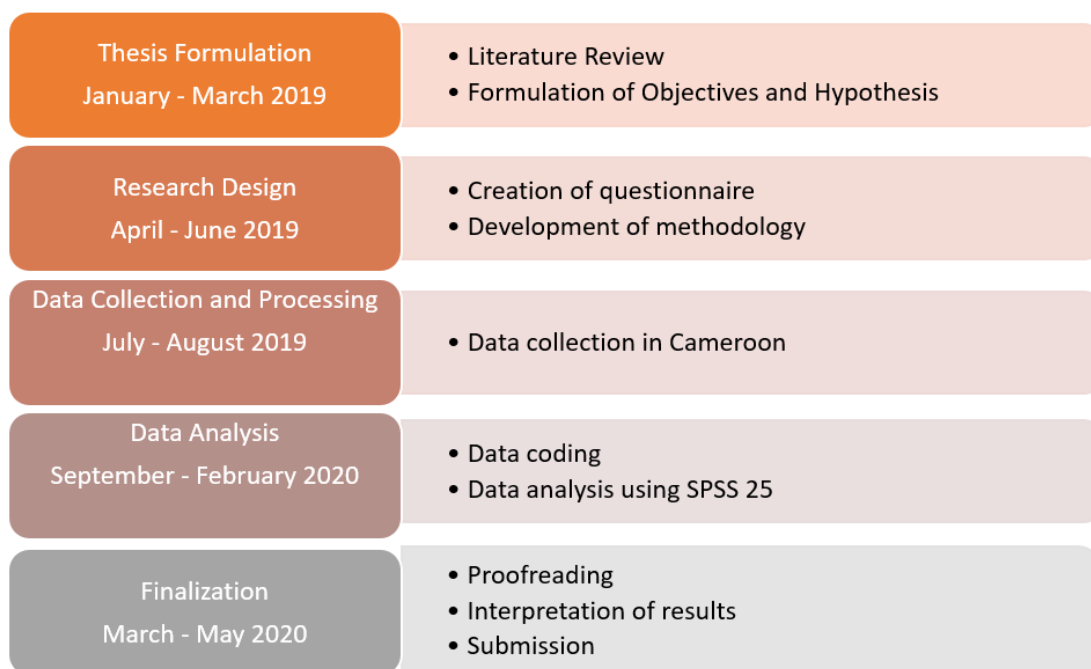 Thesis Formulation
January - March 2019
• Literature Review
• Formulation of Objectives and Hypothesis
Research Design
April - June 2019
• Creation of questionnaire
• Development of methodology
Data Collection and Processing
July - August 2019
• Data collection in Cameroon
Data Analysis
September - February 2020
• Data coding
• Data analysis using SPSS 25
Finalization
March - May 2020
• Proofreading
• Interpretation of results
• Submission